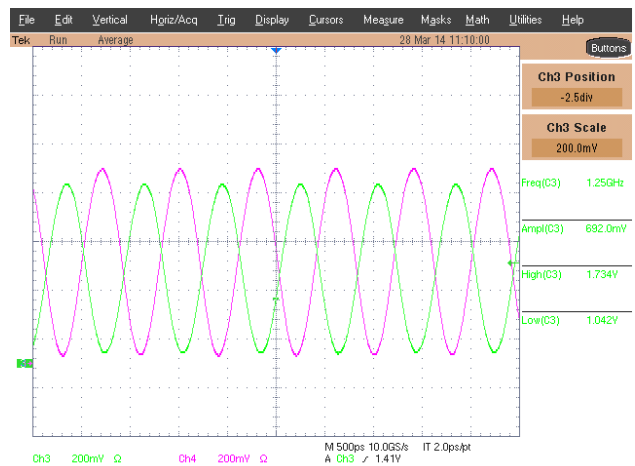 File Edit Vertical Horiz/Acq Trig Display Cursors Measure Masks Math Utilities Help
Tek Run Average 28 Mar 14 11:10:00 Buttons
Ch3 Position
-2.5div
Ch3 Scale
200.0mV
Freq(C3) 1.25GHz
Ampl(C3) 692.0mV
High(C3) 1.734V
Low(C3) 1.042V
M 500ps 10.0GS/s IT 2.0ps/pt
Ch3 200mV Ω Ch4 200mV Ω A Ch3 ∕ 1.41V